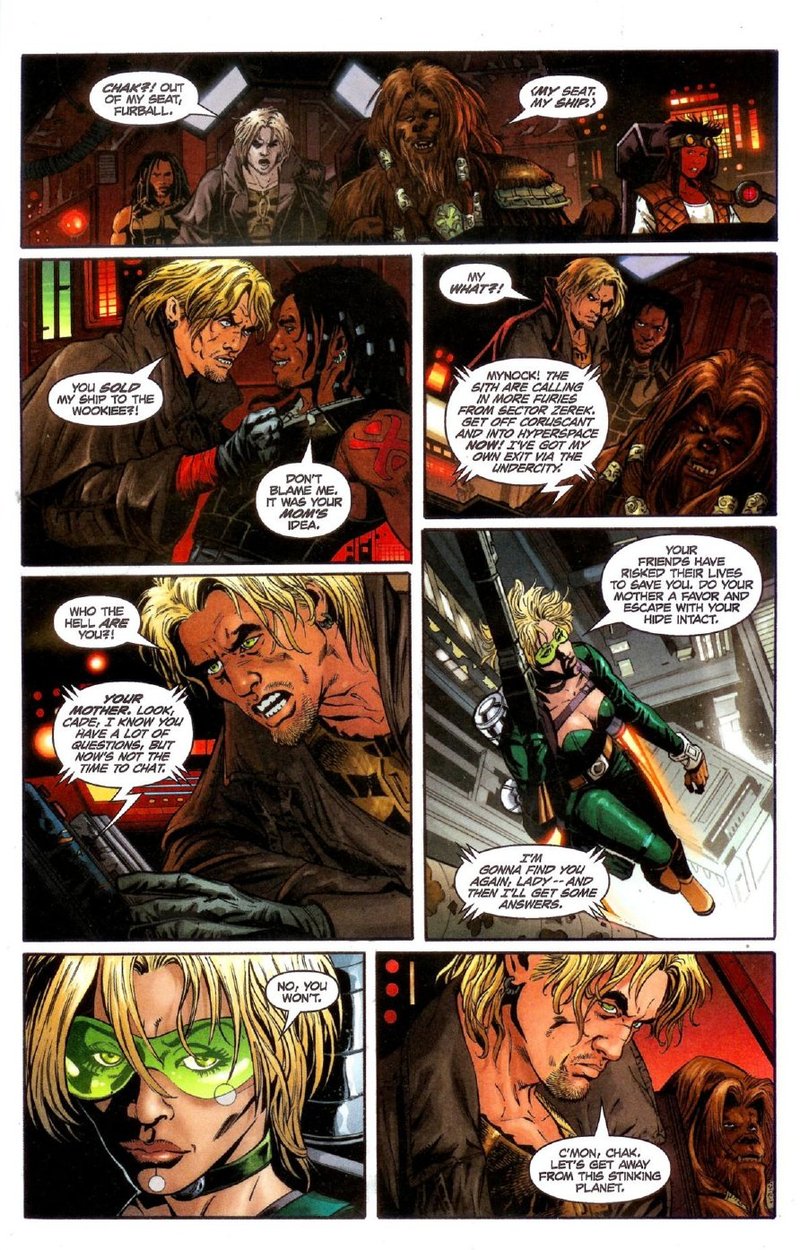 CHAK?! OUT
OF MY SEAT,
FURBALL.
<MY SEAT.
MY SHIP.>
YOU SOLD
MY SHIP TO THE
WOOKIEE?!
DON'T
BLAME ME.
IT WAS YOUR
MOM'S
IDEA.
MY
WHAT?!
MYNOCK! THE
SITH ARE CALLING
IN MORE FURIES
FROM SECTOR ZEREK.
GET OFF CORUSCANT
AND INTO HYPERSPACE
NOW! I'VE GOT MY
OWN EXIT VIA THE
UNDERCITY.
WHO THE
HELL ARE
YOU?!
YOUR
MOTHER. LOOK,
CADE, I KNOW YOU
HAVE A LOT OF
QUESTIONS, BUT
NOW'S NOT THE
TIME TO CHAT.
YOUR
FRIENDS HAVE
RISKED THEIR LIVES
TO SAVE YOU. DO YOUR
MOTHER A FAVOR AND
ESCAPE WITH YOUR
HIDE INTACT.
I'M
GONNA FIND YOU
AGAIN, LADY -- AND
THEN I'LL GET SOME
ANSWERS.
NO, YOU
WON'T.
C'MON, CHAK.
LET'S GET AWAY
FROM THIS STINKING
PLANET.